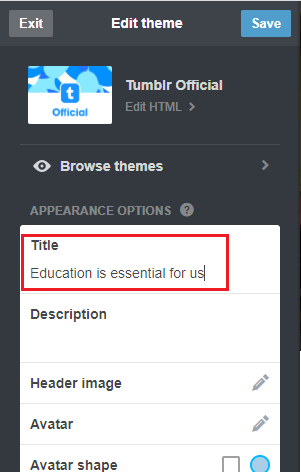 Exit Edit theme Save
Tumblr Official
Edit HTML >
t
Official
Browse themes >
APPEARANCE OPTIONS ?
Title
Education is essential for us
Description
Header image
Avatar
Avatar shape